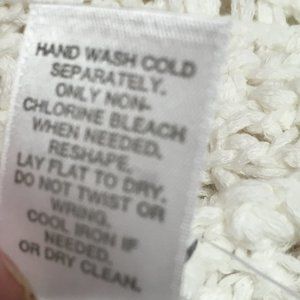 HAND WASH COLD
SEPARATELY.
ONLY NON-
CHLORINE BLEACH
WHEN NEEDED,
RESHAPE.
LAY FLAT TO DRY.
DO NOT TWIST OR
WRING.
COOL IRON IF
NEEDED.
OR DRY CLEAN.